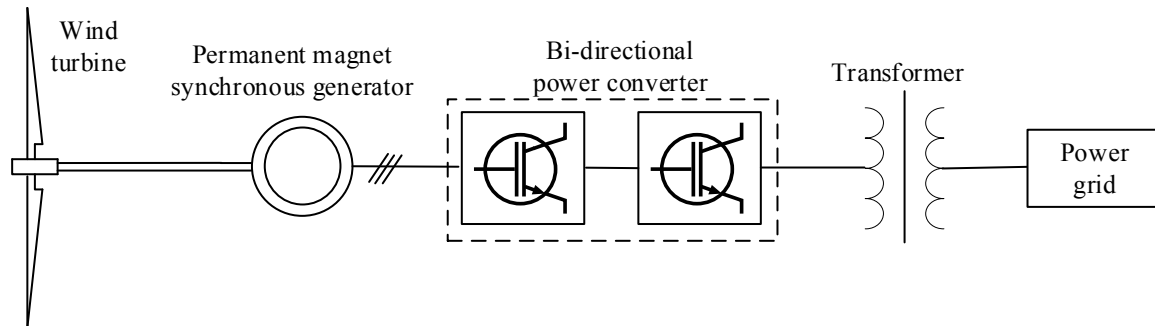 Wind
turbine
Permanent magnet
synchronous generator
Bi-directional
power converter
Transformer
Power
grid